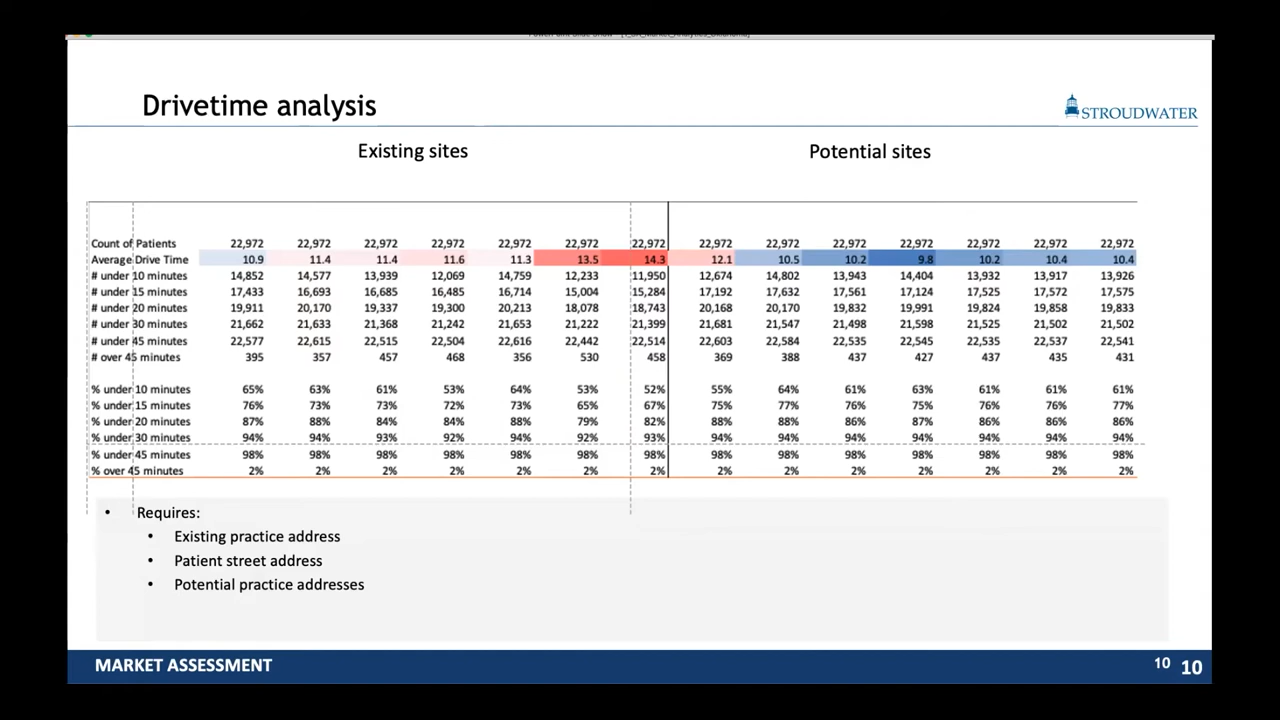 Drivetime analysis
STROUDWATER
Existing sites Potential sites
Count of Patients 22,972 22,972 22,972 22,972 22,972 22,972 22,972 22,972 22,972 22,972 22,972 22,972 22,972 22,972
Average Drive Time 10.9 11.4 11.4 11.6 11.3 13.5 14.3 12.1 10.5 10.2 9.8 10.2 10.4 10.4
# under 10 minutes 14,852 14,577 13,939 12,069 14,759 12,233 11,950 12,674 14,802 13,943 14,404 13,932 13,917 13,926
# under 15 minutes 17,433 16,693 16,685 16,485 16,714 15,004 15,284 17,192 17,632 17,561 17,124 17,525 17,572 17,575
# under 20 minutes 19,911 20,170 19,337 19,300 20,213 18,078 18,743 20,168 20,170 19,832 19,991 19,824 19,858 19,833
# under 30 minutes 21,662 21,633 21,368 21,242 21,653 21,222 21,399 21,681 21,547 21,498 21,598 21,525 21,502 21,502
# under 45 minutes 22,577 22,615 22,515 22,504 22,616 22,442 22,514 22,603 22,584 22,535 22,545 22,535 22,537 22,541
# over 45 minutes 395 357 457 468 356 530 458 369 388 437 427 437 435 431
% under 10 minutes 65% 63% 61% 53% 64% 53% 52% 55% 64% 61% 63% 61% 61% 61%
% under 15 minutes 76% 73% 73% 72% 73% 65% 67% 75% 77% 76% 75% 76% 76% 77%
% under 20 minutes 87% 88% 84% 84% 88% 79% 82% 88% 88% 86% 87% 86% 86% 86%
% under 30 minutes 94% 94% 93% 92% 94% 92% 93% 94% 94% 94% 94% 94% 94% 94%
% under 45 minutes 98% 98% 98% 98% 98% 98% 98% 98% 98% 98% 98% 98% 98% 98%
% over 45 minutes 2% 2% 2% 2% 2% 2% 2% 2% 2% 2% 2% 2% 2% 2%
• Requires:
• Existing practice address
• Patient street address
• Potential practice addresses
MARKET ASSESSMENT 10 10